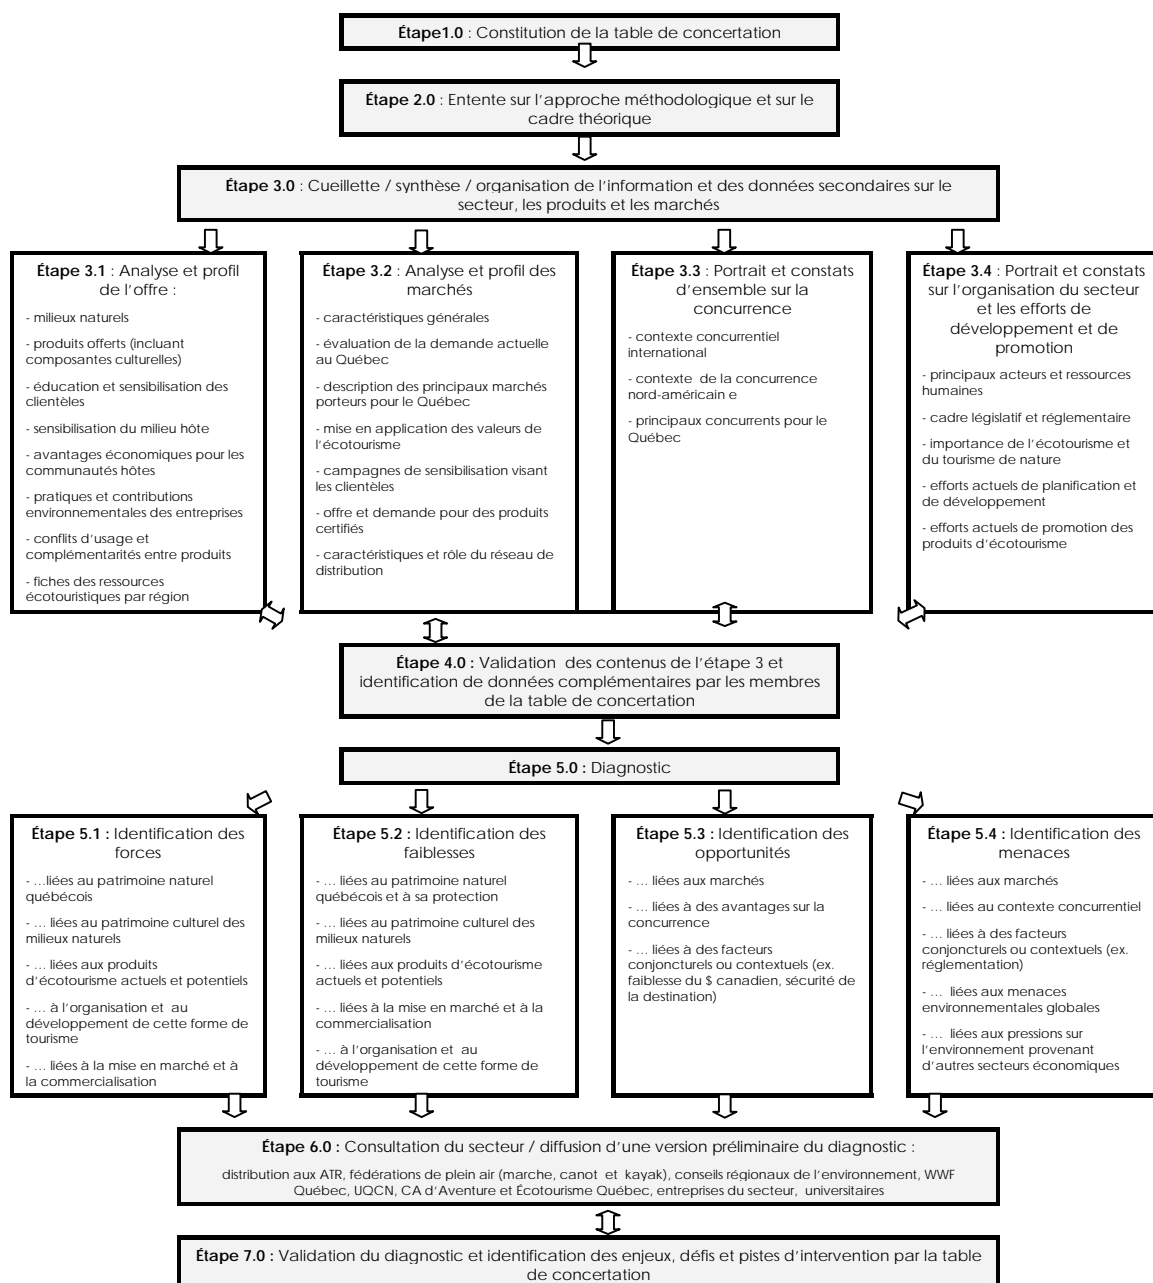 Étape1.0 : Constitution de la table de concertation
Étape 2.0 : Entente sur l'approche méthodologique et sur le
cadre théorique
Étape 3.0 : Cueillette / synthèse / organisation de l'information et des données secondaires sur le
secteur, les produits et les marchés
Étape 3.1 : Analyse et profil
de l'offre :
- milieux naturels
- produits offerts (incluant
composantes culturelles)
- éducation et sensibilisation des
clientèles
- sensibilisation du milieu hôte
- avantages économiques pour les
communautés hôtes
- pratiques et contributions
environnementales des entreprises
- conflits d'usage et
complémentarités entre produits
- fiches des ressources
écotouristiques par région
Étape 3.2 : Analyse et profil des
marchés
- caractéristiques générales
- évaluation de la demande actuelle
au Québec
- description des principaux marchés
porteurs pour le Québec
- mise en application des valeurs de
l'écotourisme
- campagnes de sensibilisation visant
les clientèles
- offre et demande pour des produits
certifiés
- caractéristiques et rôle du réseau de
distribution
Étape 3.3 : Portrait et constats
d'ensemble sur la
concurrence
- contexte concurrentiel
international
- contexte de la concurrence
nord-américain e
- principaux concurrents pour le
Québec
Étape 3.4 : Portrait et constats
sur l'organisation du secteur
et les efforts de
développement et de
promotion
- principaux acteurs et ressources
humaines
- cadre législatif et réglementaire
- importance de l'écotourisme et
du tourisme de nature
- efforts actuels de planification et
de développement
- efforts actuels de promotion des
produits d'écotourisme
Étape 4.0 : Validation des contenus de l'étape 3 et
identification de données complémentaires par les membres
de la table de concertation
Étape 5.0 : Diagnostic
Étape 5.1 : Identification des
forces
- …liées au patrimoine naturel
québécois
- … liées au patrimoine culturel des
milieux naturels
- … liées aux produits
d'écotourisme actuels et potentiels
- … à l'organisation et au
développement de cette forme de
tourisme
- … liées à la mise en marché et à
la commercialisation
Étape 5.2 : Identification des
faiblesses
- … liées au patrimoine naturel
québécois et à sa protection
- … liées au patrimoine culturel des
milieux naturels
- … liées aux produits d'écotourisme
actuels et potentiels
- … liées à la mise en marché et à la
commercialisation
- … à l'organisation et au
développement de cette forme de
tourisme
Étape 5.3 : Identification des
opportunités
- … liées aux marchés
- … liées à des avantages sur la
concurrence
- … liées à des facteurs
conjoncturels ou contextuels (ex.
faiblesse du $ canadien, sécurité de
la destination)
Étape 5.4 : Identification des
menaces
- … liées aux marchés
- … liées au contexte concurrentiel
- … liées à des facteurs
conjoncturels ou contextuels (ex.
réglementation)
- … liées aux menaces
environnementales globales
- … liées aux pressions sur
l'environnement provenant
d'autres secteurs économiques
Étape 6.0 : Consultation du secteur / diffusion d'une version préliminaire du diagnostic :
distribution aux ATR, fédérations de plein air (marche, canot et kayak), conseils régionaux de l'environnement, WWF
Québec, UQCN, CA d'Aventure et Écotourisme Québec, entreprises du secteur, universitaires
Étape 7.0 : Validation du diagnostic et identification des enjeux, défis et pistes d'intervention par la table
de concertation